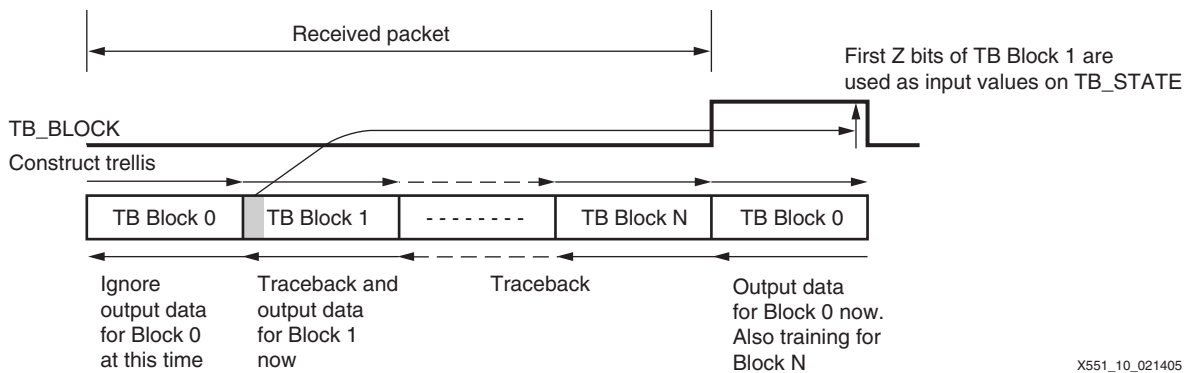 Received packet
First Z bits of TB Block 1 are
used as input values on TB_STATE
TB_BLOCK
Construct trellis
TB Block 0
TB Block 1
--------
TB Block N
TB Block 0
Ignore
output data
for Block 0
at this time
Traceback and
output data
for Block 1
now
Traceback
Output data
for Block 0 now.
Also training for
Block N
X551_10_021405